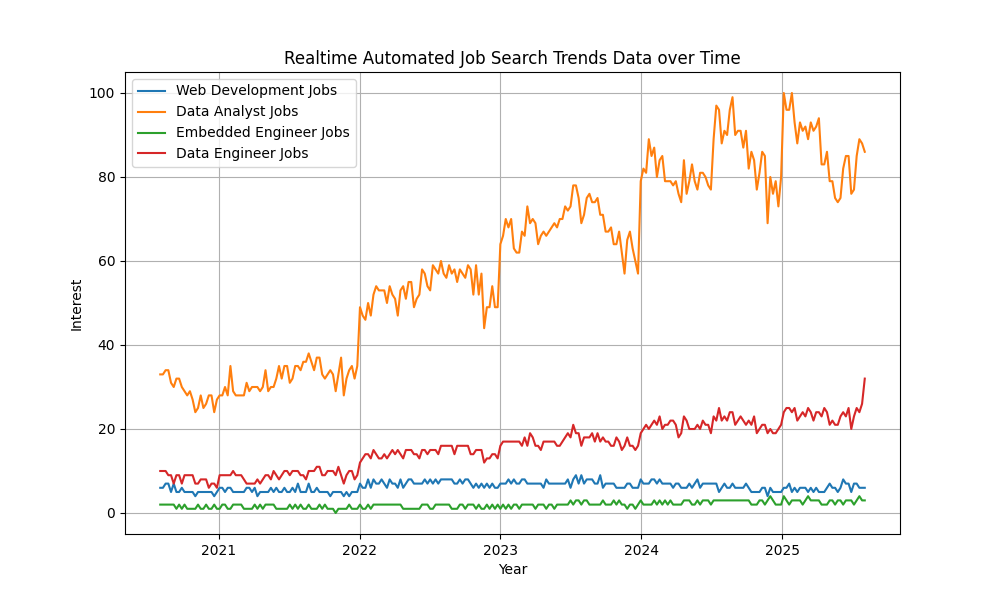 Realtime Automated Job Search Trends Data over Time
Web Development Jobs
Data Analyst Jobs
Embedded Engineer Jobs
Data Engineer Jobs
100
80
60
40
20
0
Interest
2021
2022
2023
2024
2025
Year